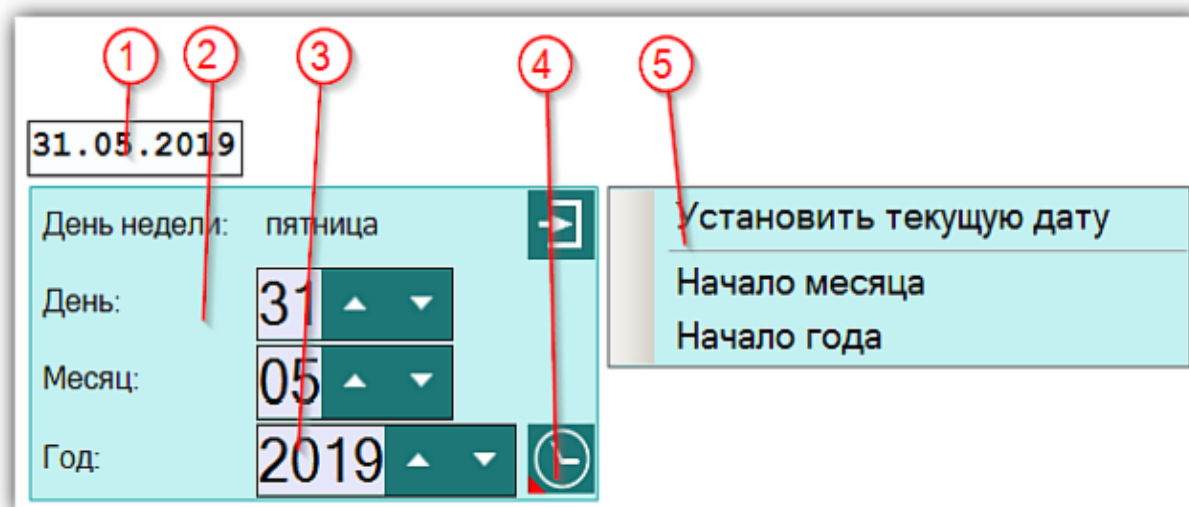 1 2 3 4 5
31.05.2019
День недели: пятница
День: 31
Месяц: 05
Год: 2019
Установить текущую дату
Начало месяца
Начало года